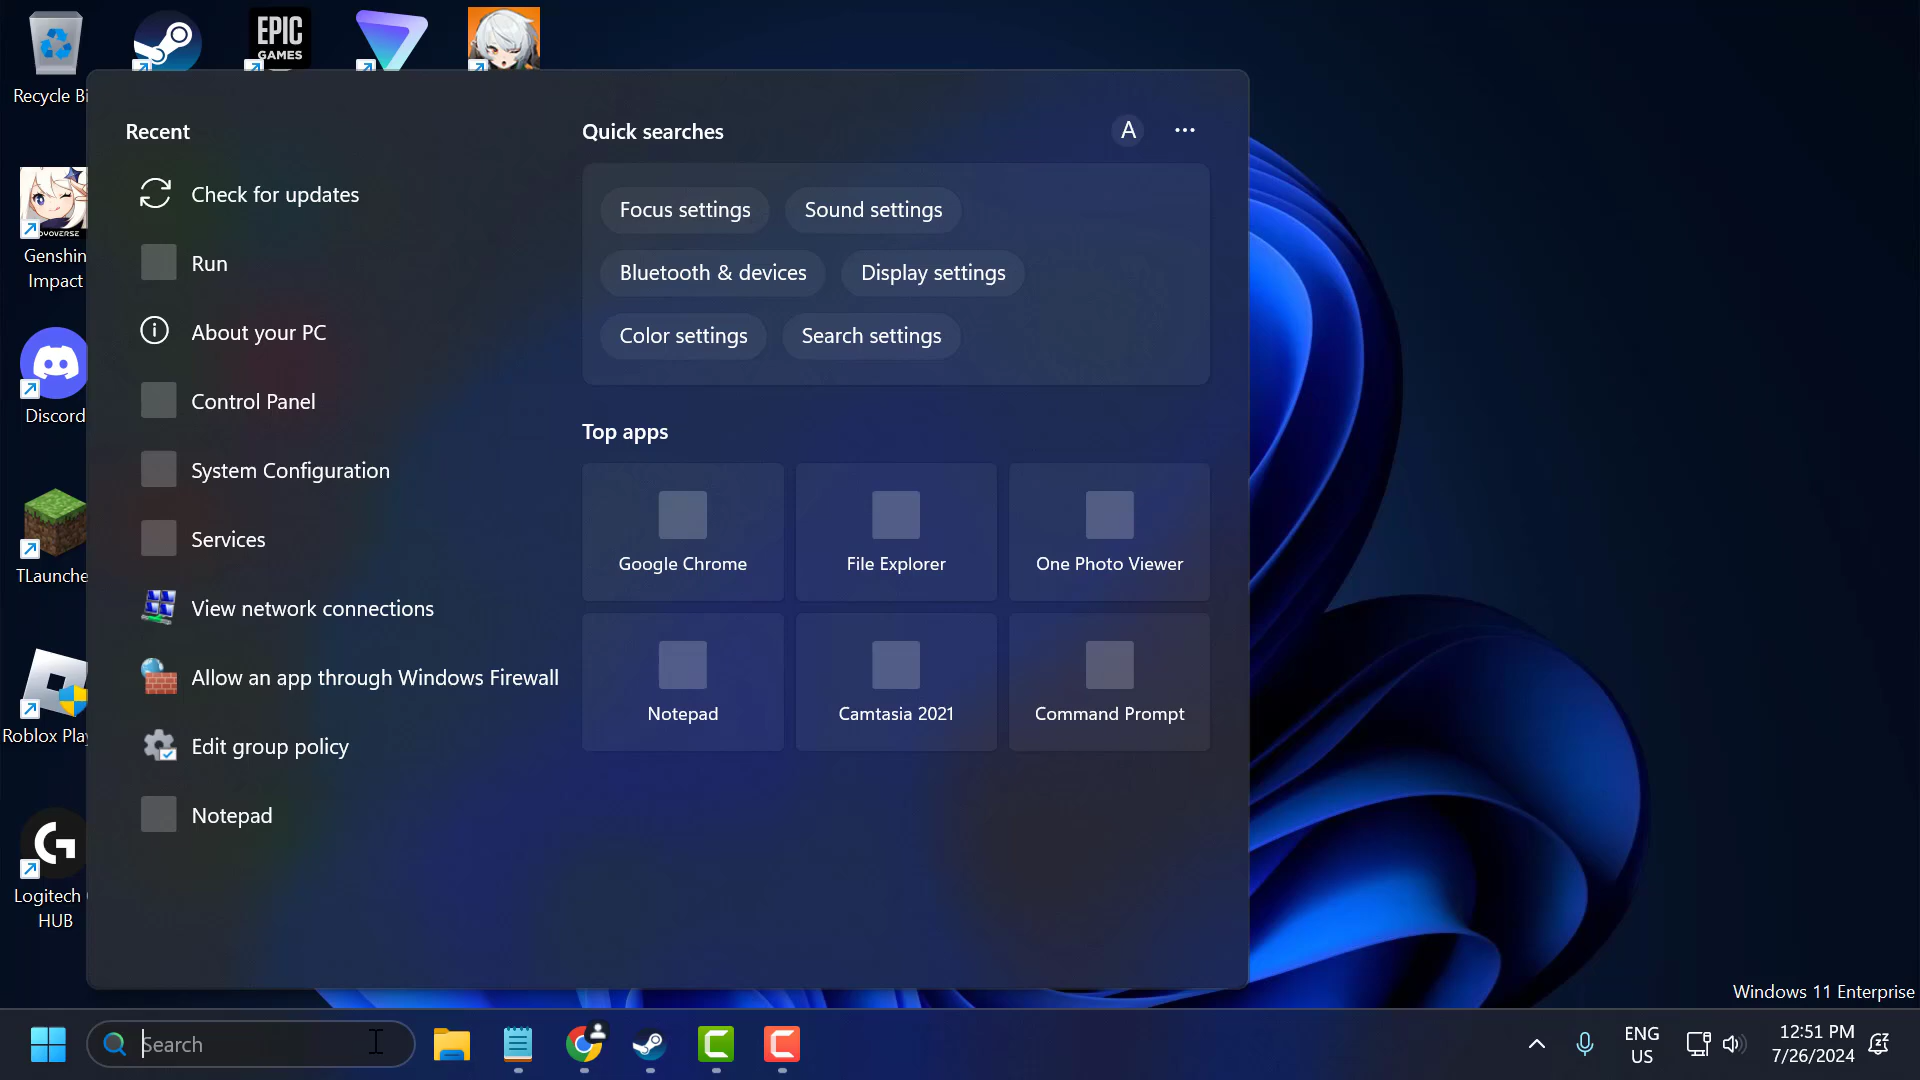 EPIC
GAMES
Recycle Bi
Genshin
Impact
Discord
TLaunche
Roblox Play
Logitech
HUB
Recent
Check for updates
Run
About your PC
Control Panel
System Configuration
Services
View network connections
Allow an app through Windows Firewall
Edit group policy
Notepad
Quick searches
A
Focus settings
Sound settings
Bluetooth & devices
Display settings
Color settings
Search settings
Top apps
Google Chrome
File Explorer
One Photo Viewer
Notepad
Camtasia 2021
Command Prompt
Windows 11 Enterprise
Search
ENG
US
12:51 PM
7/26/2024